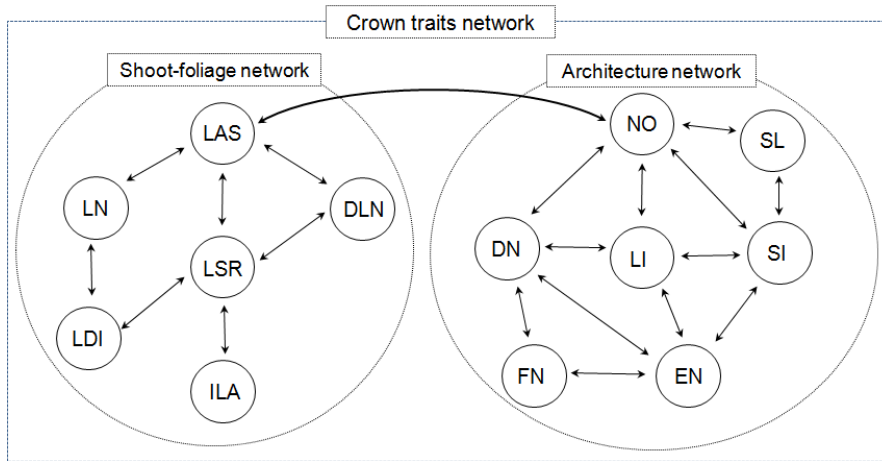 Crown traits network
Shoot-foliage network
Architecture network
LAS
NO
SL
LN
DLN
DN
LI
SI
LSR
LDI
ILA
FN
EN